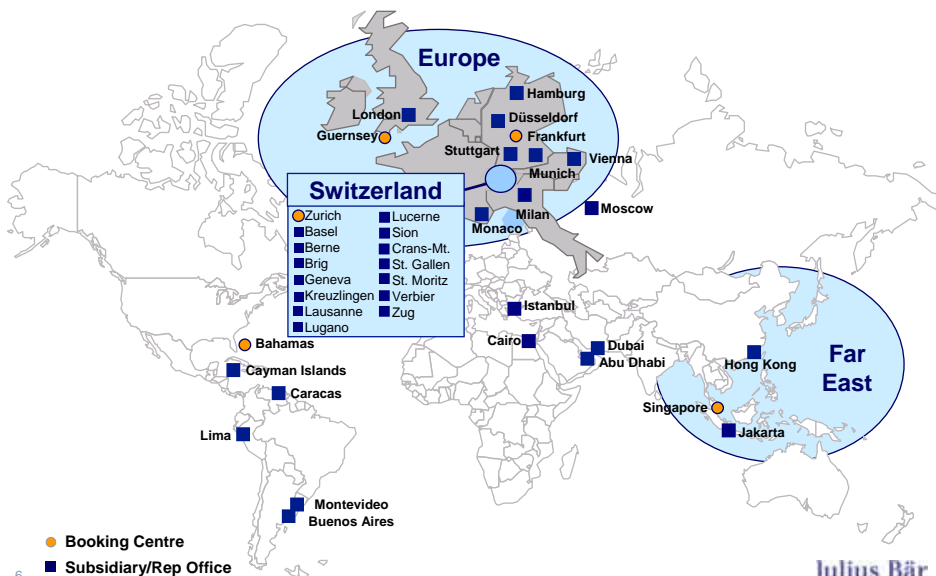 Europe
Hamburg
London
Düsseldorf
Guernsey
Frankfurt
Stuttgart
Munich
Vienna
Milan
Monaco
Moscow
Switzerland
Zurich
Basel
Berne
Brig
Geneva
Kreuzlingen
Lausanne
Lugano
Lucerne
Sion
Crans-Mt.
St. Gallen
St. Moritz
Verbier
Zug
Istanbul
Cairo
Dubai
Abu Dhabi
Bahamas
Cayman Islands
Caracas
Lima
Montevideo
Buenos Aires
Far
East
Hong Kong
Singapore
Jakarta
Booking Centre
Subsidiary/Rep Office
6
Julius Bär